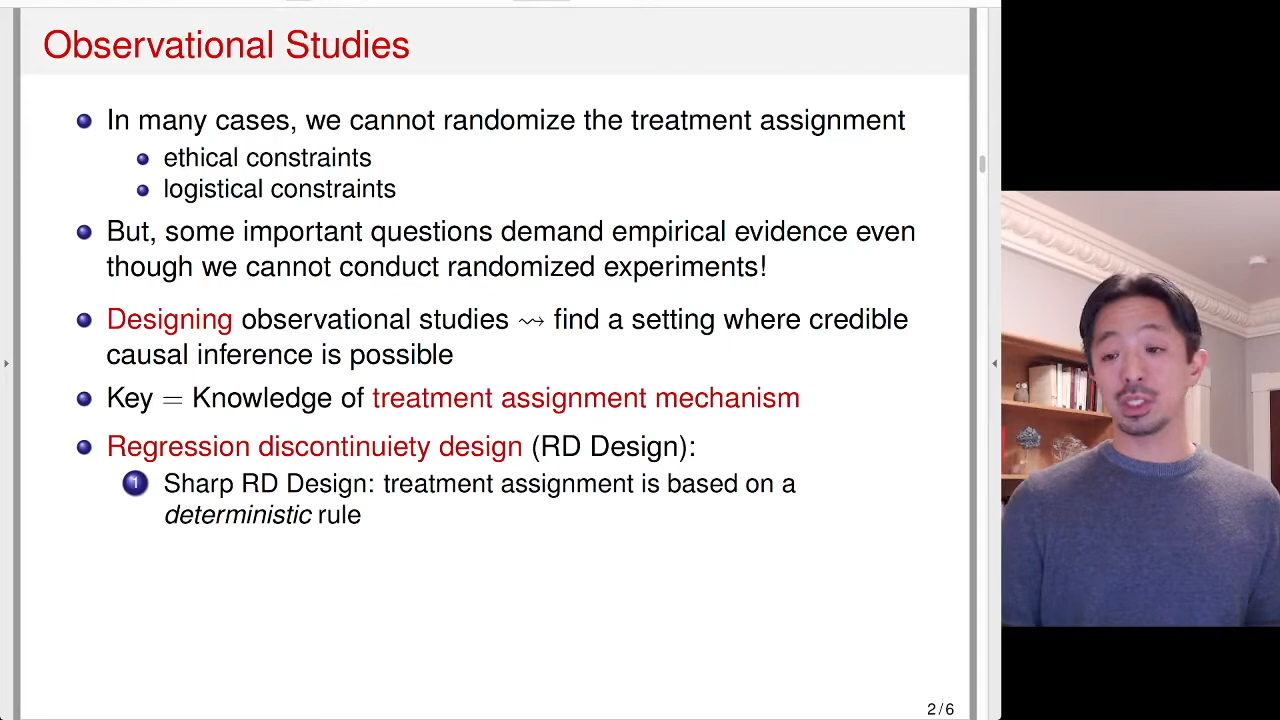 Observational Studies
In many cases, we cannot randomize the treatment assignment
ethical constraints
logistical constraints
But, some important questions demand empirical evidence even
though we cannot conduct randomized experiments!
Designing observational studies ⇝ find a setting where credible
causal inference is possible
Key = Knowledge of treatment assignment mechanism
Regression discontinuiety design (RD Design):
1 Sharp RD Design: treatment assignment is based on a
deterministic rule
2 / 6